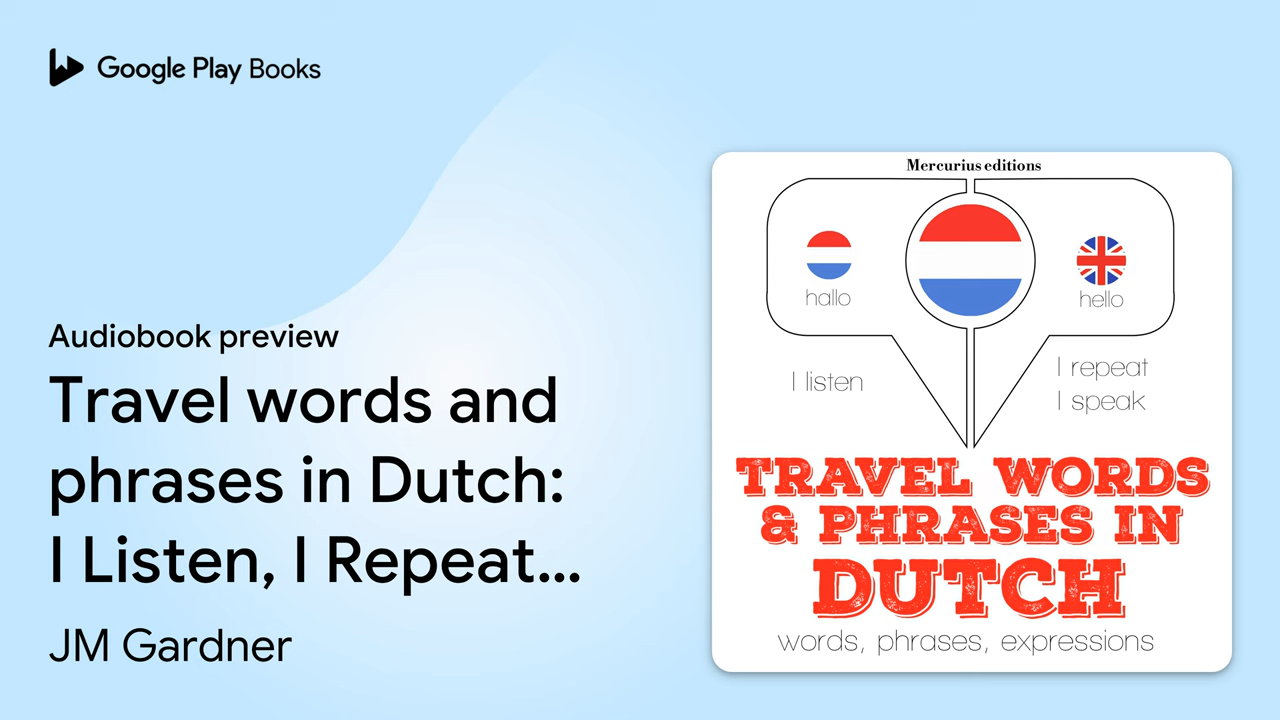 Google Play Books
Audiobook preview
Travel words and
phrases in Dutch:
I Listen, I Repeat...
JM Gardner
Mercurius editions
hallo
hello
I listen
I repeat
I speak
TRAVEL WORDS
& PHRASES IN
DUTCH
words, phrases, expressions